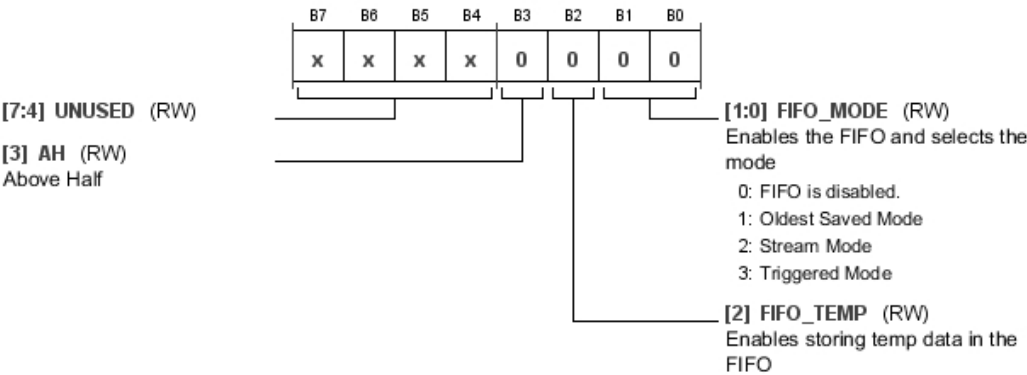 B7 B6 B5 B4 B3 B2 B1 B0
x x x x 0 0 0 0
[7:4] UNUSED (RW)
[3] AH (RW)
Above Half
[1:0] FIFO_MODE (RW)
Enables the FIFO and selects the
mode
0: FIFO is disabled.
1: Oldest Saved Mode
2: Stream Mode
3: Triggered Mode
[2] FIFO_TEMP (RW)
Enables storing temp data in the
FIFO